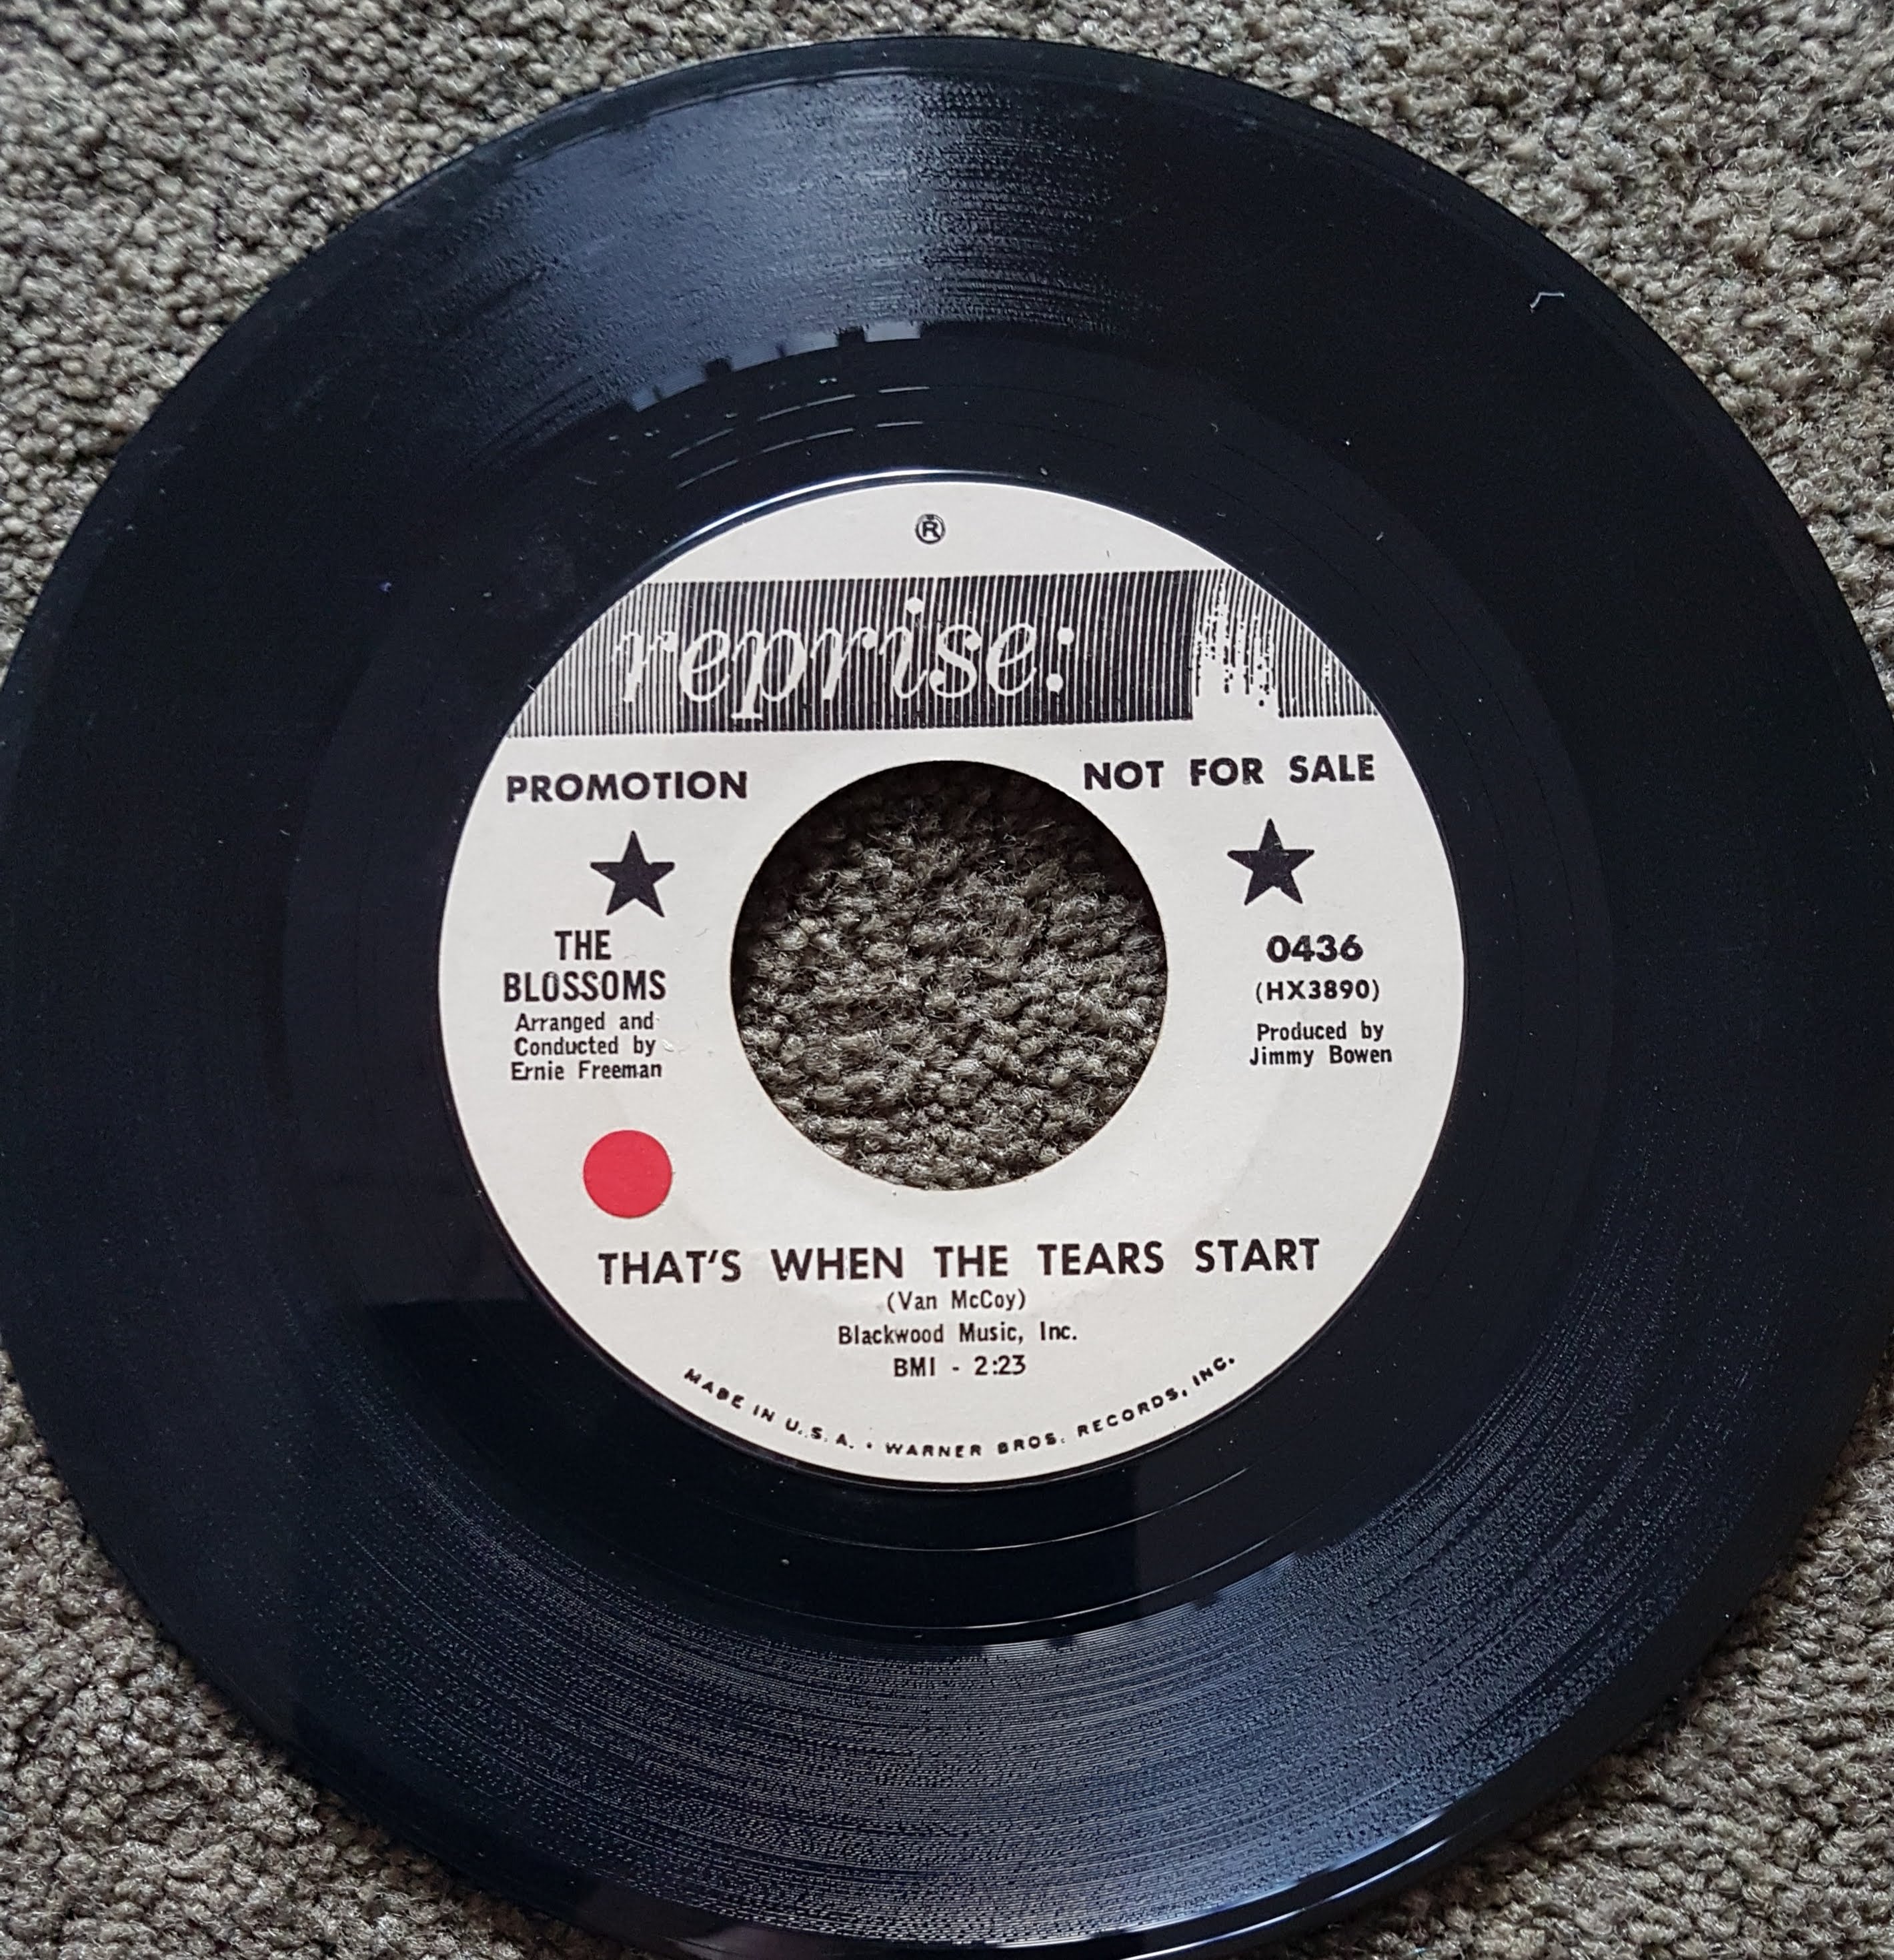 ®
reprise:
PROMOTION
NOT FOR SALE
THE
BLOSSOMS
Arranged and
Conducted by
Ernie Freeman
0436
(HX3890)
Produced by
Jimmy Bowen
THAT'S WHEN THE TEARS START
(Van McCoy)
Blackwood Music, Inc.
BMI - 2:23
MADE IN U.S.A. • WARNER BROS. RECORDS, INC.